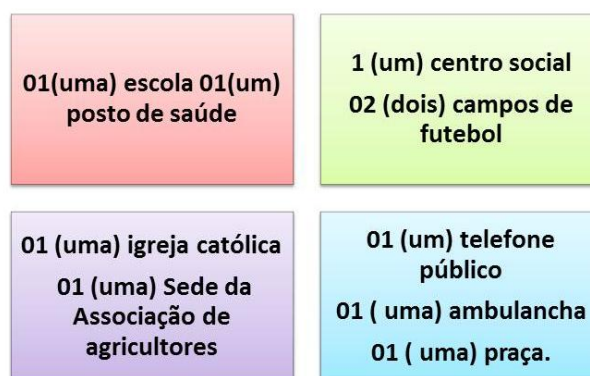 01(uma) escola 01(um)
posto de saúde
1 (um) centro social
02 (dois) campos de
futebol
01 (uma) igreja católica
01 (uma) Sede da
Associação de
agricultores
01 (um) telefone
público
01 ( uma) ambulancha
01 ( uma) praça.